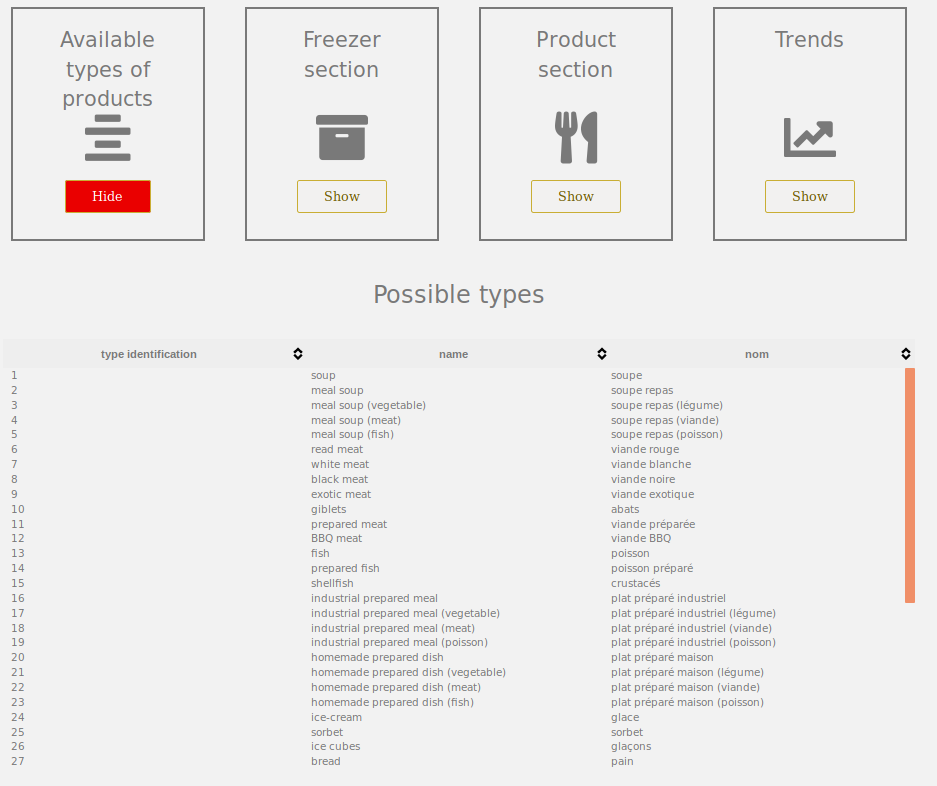 Available
types of
products
Hide
Freezer
section
Show
Product
section
Show
Trends
Show
Possible types
type identification name nom
1 soup soupe
2 meal soup soupe repas
3 meal soup (vegetable) soupe repas (légume)
4 meal soup (meat) soupe repas (viande)
5 meal soup (fish) soupe repas (poisson)
6 read meat viande rouge
7 white meat viande blanche
8 black meat viande noire
9 exotic meat viande exotique
10 giblets abats
11 prepared meat viande préparée
12 BBQ meat viande BBQ
13 fish poisson
14 prepared fish poisson préparé
15 shellfish crustacés
16 industrial prepared meal plat préparé industriel
17 industrial prepared meal (vegetable) plat préparé industriel (légume)
18 industrial prepared meal (meat) plat préparé industriel (viande)
19 industrial prepared meal (poisson) plat préparé industriel (poisson)
20 homemade prepared dish plat préparé maison
21 homemade prepared dish (vegetable) plat préparé maison (légume)
22 homemade prepared dish (meat) plat préparé maison (viande)
23 homemade prepared dish (fish) plat préparé maison (poisson)
24 ice-cream glace
25 sorbet sorbet
26 ice cubes glaçons
27 bread pain